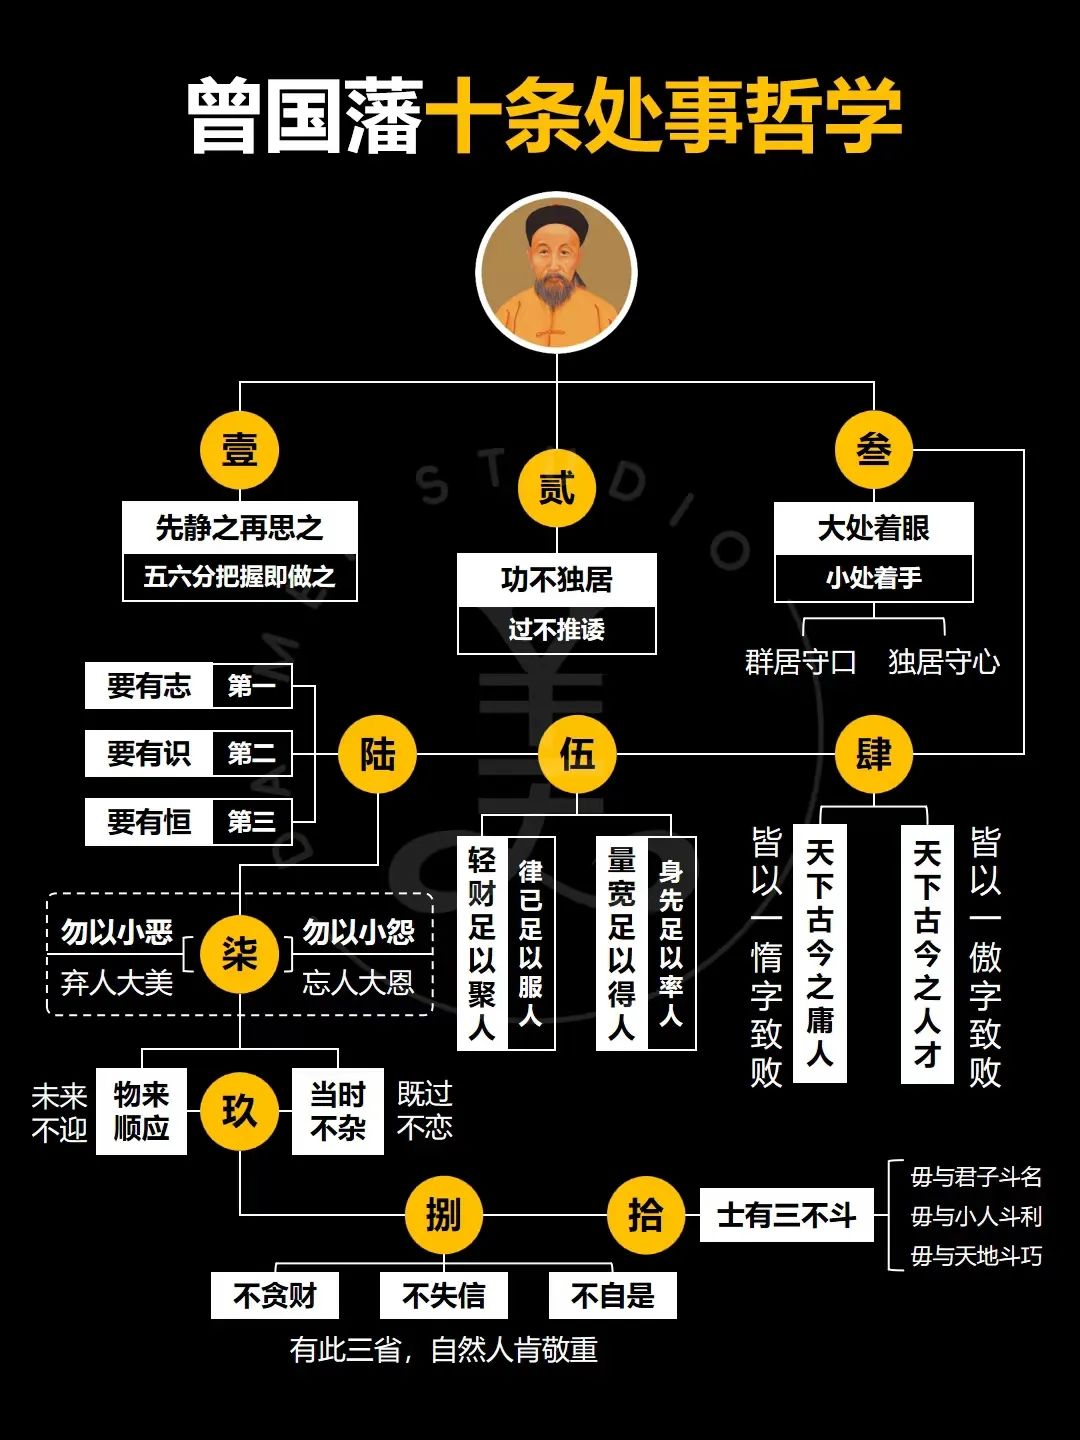 曾国藩十条处事哲学
壹
先静之再思之
五六分把握即做之
贰
功不独居
过不推诿
叁
大处着眼
小处着手
群居守口
独居守心
肆
皆以一惰字致败
天下古今之庸人
天下古今之人才
皆以一傲字致败
伍
轻财足以聚人
律己足以服人
量宽足以得人
身先足以率人
陆
要有志 第一
要有识 第二
要有恒 第三
柒
勿以小恶
弃人大美
勿以小怨
忘人大恩
玖
未来
不迎
物来
顺应
当时
不杂
既过
不恋
捌
不贪财
不失信
不自是
有此三省，自然人肯敬重
拾
士有三不斗
毋与君子斗名
毋与小人斗利
毋与天地斗巧